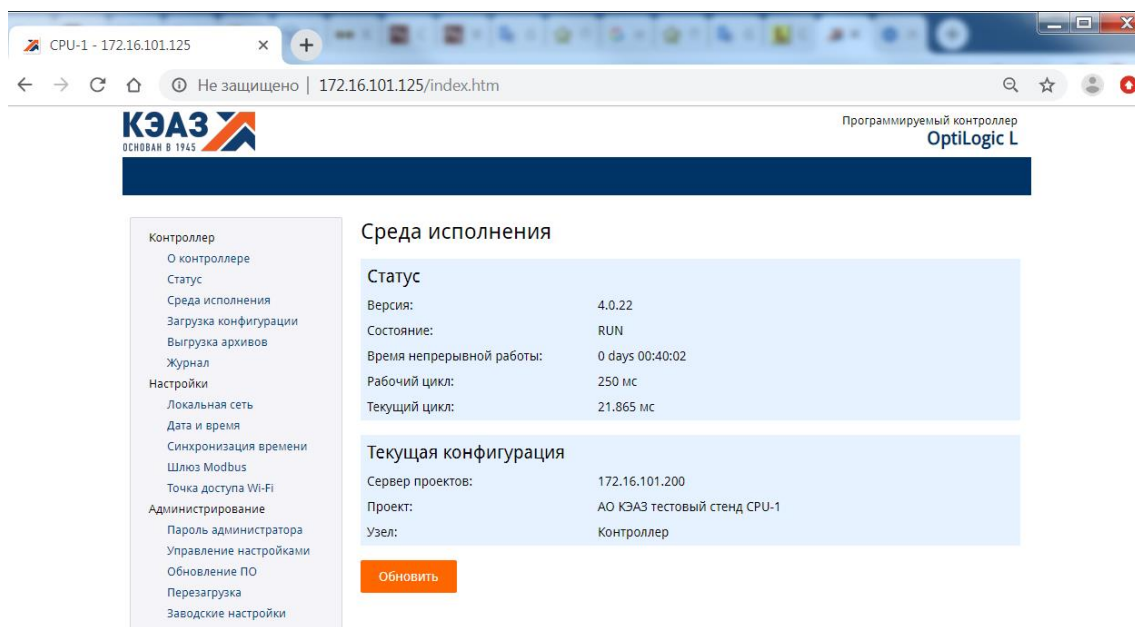 CPU-1 - 172.16.101.125
Не защищено | 172.16.101.125/index.htm
КЭАЗ
ОСНОВАН В 1945
Программируемый контроллер
OptiLogic L
Контроллер
О контроллере
Статус
Среда исполнения
Загрузка конфигурации
Выгрузка архивов
Журнал
Настройки
Локальная сеть
Дата и время
Синхронизация времени
Шлюз Modbus
Точка доступа Wi-Fi
Администрирование
Пароль администратора
Управление настройками
Обновление ПО
Перезагрузка
Заводские настройки
Среда исполнения
Статус
Версия: 4.0.22
Состояние: RUN
Время непрерывной работы: 0 days 00:40:02
Рабочий цикл: 250 мс
Текущий цикл: 21.865 мс
Текущая конфигурация
Сервер проектов: 172.16.101.200
Проект: АО КЭАЗ тестовый стенд CPU-1
Узел: Контроллер
Обновить